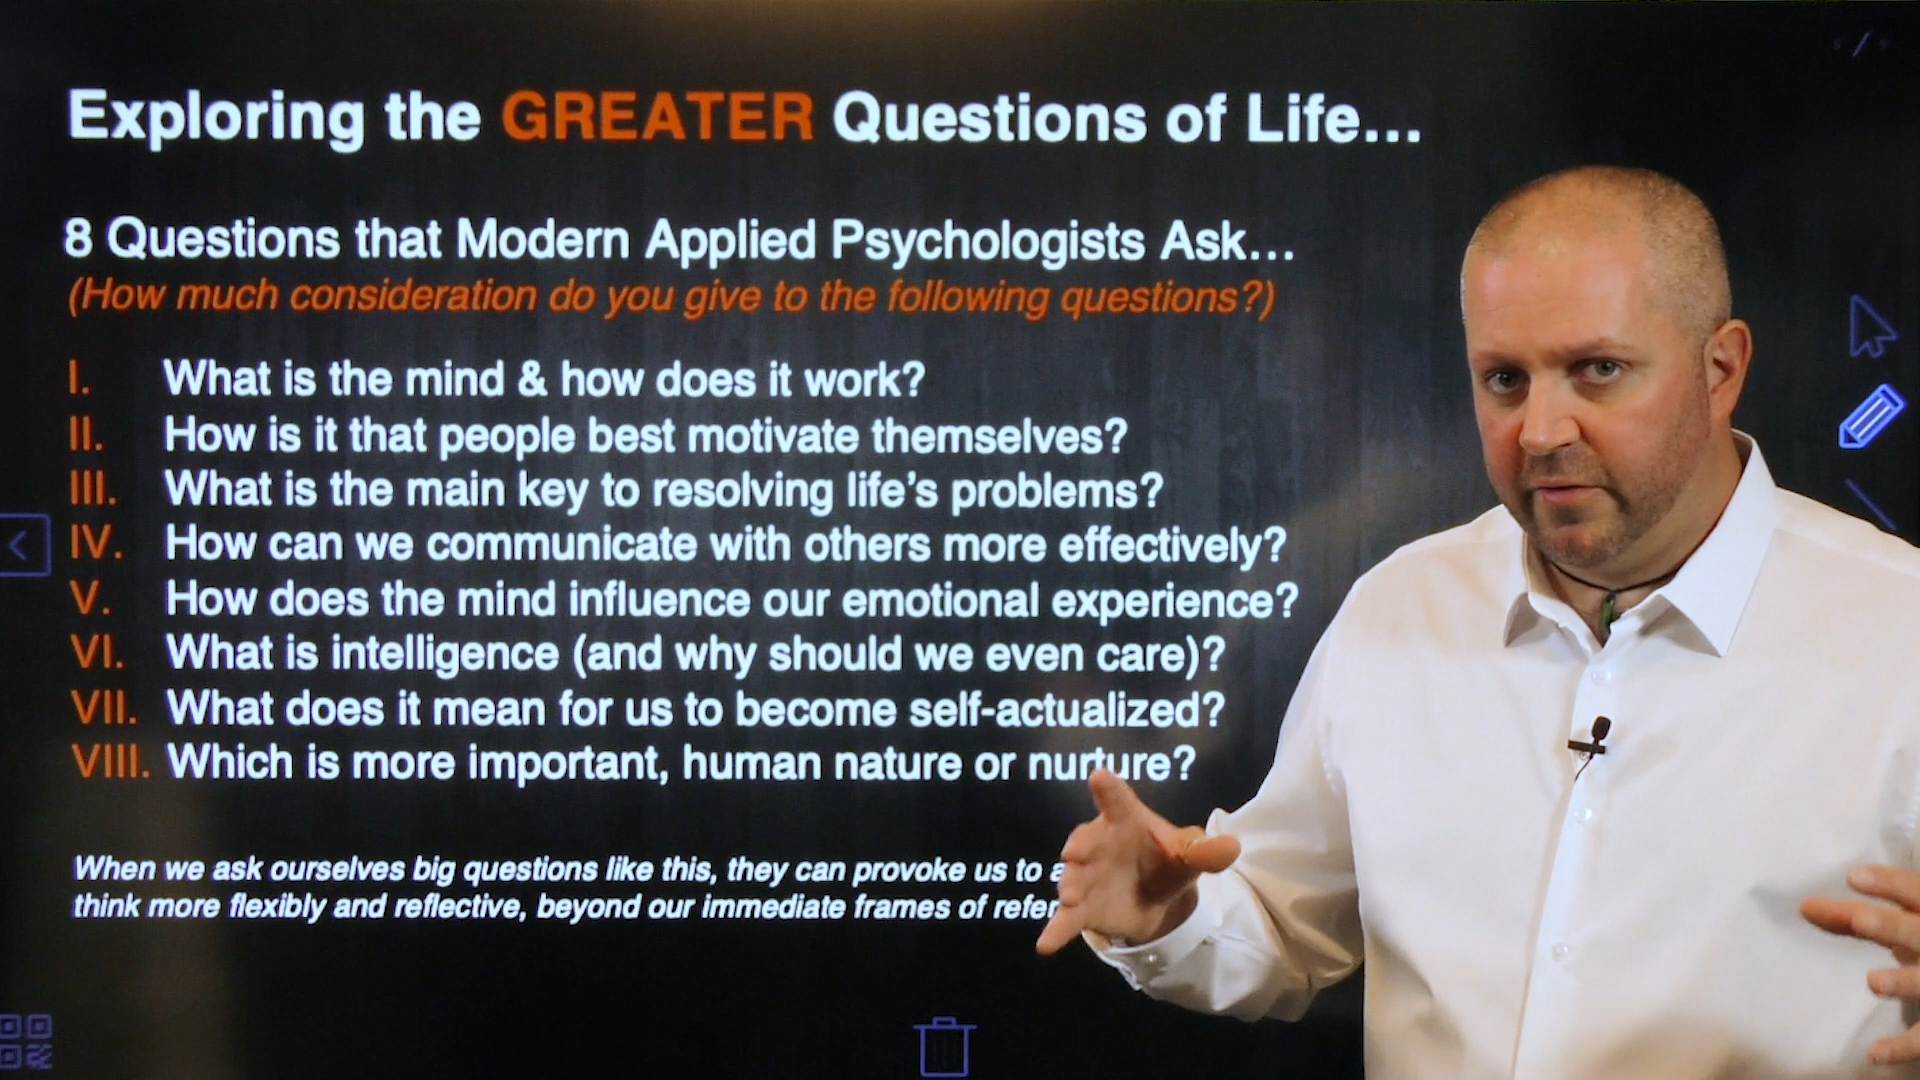 Exploring the GREATER Questions of Life...
8 Questions that Modern Applied Psychologists Ask...
(How much consideration do you give to the following questions?)
I. What is the mind & how does it work?
II. How is it that people best motivate themselves?
III. What is the main key to resolving life's problems?
IV. How can we communicate with others more effectively?
V. How does the mind influence our emotional experience?
VI. What is intelligence (and why should we even care)?
VII. What does it mean for us to become self-actualized?
VIII. Which is more important, human nature or nurture?
When we ask ourselves big questions like this, they can provoke us to
think more flexibly and reflective, beyond our immediate frames of